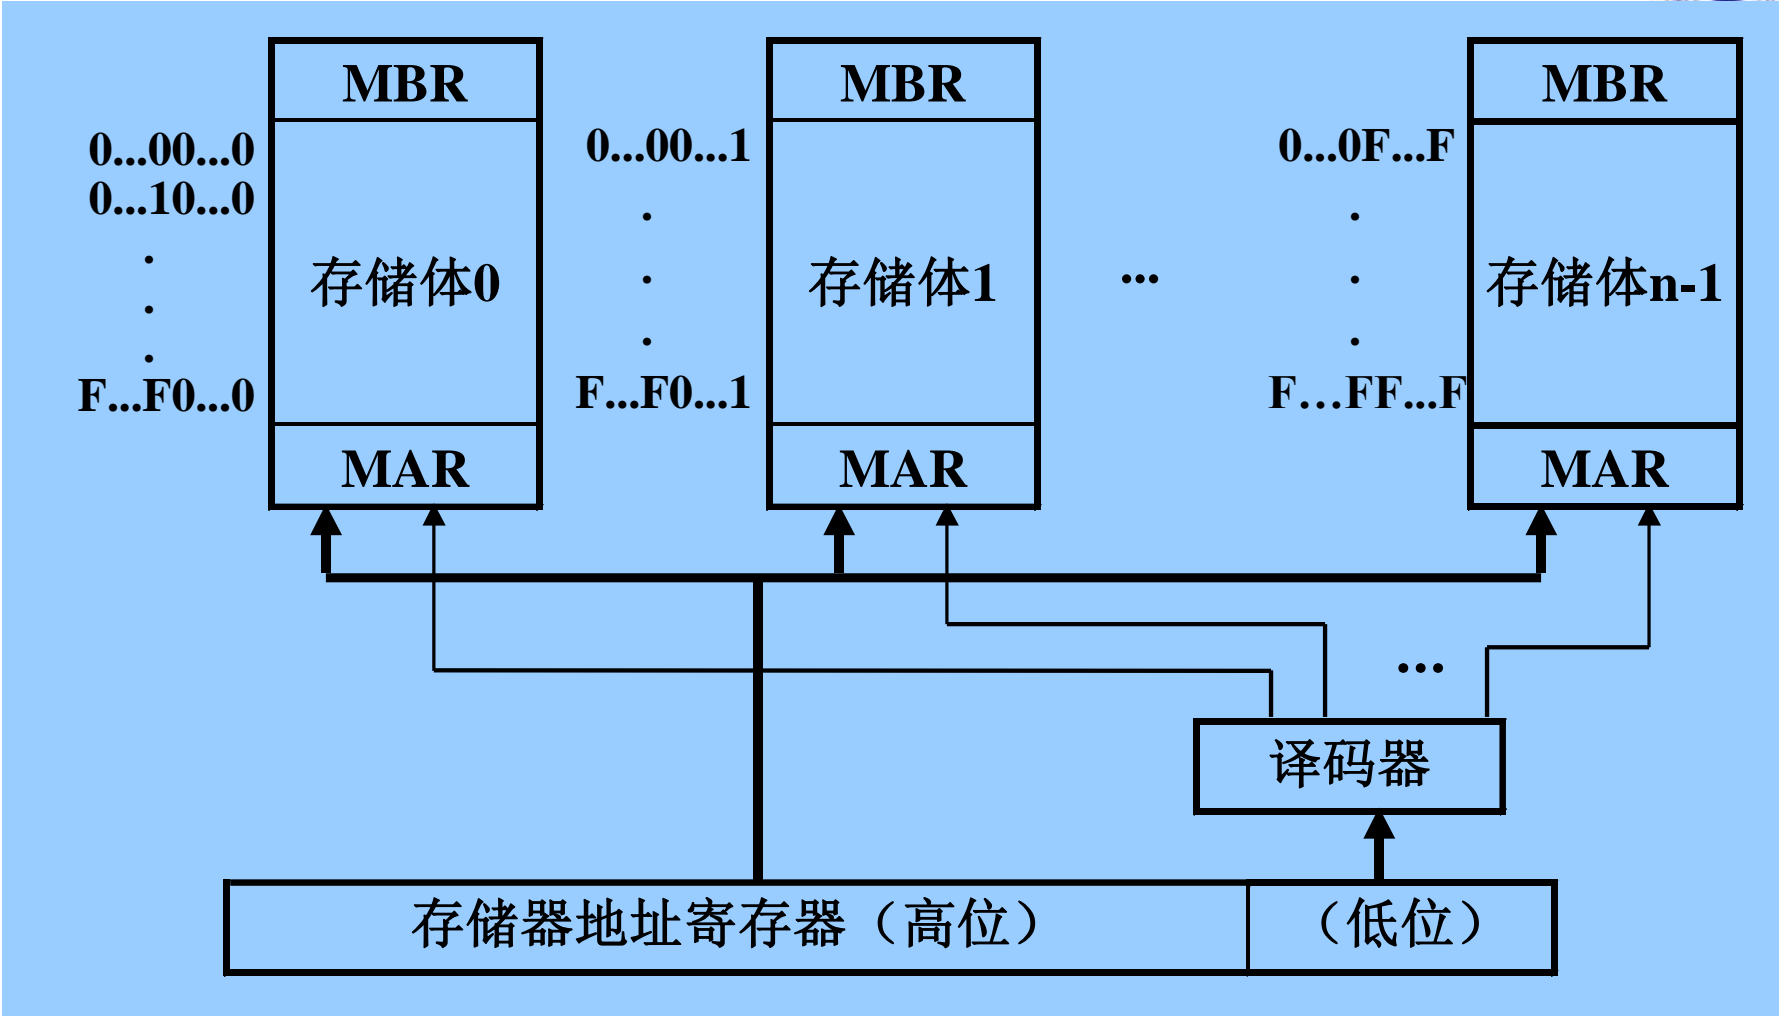 MBR
MBR
MBR
0...00...0
0...10...0
.
.
.
F...F0...0
存储体0
MAR
0...00...1
.
.
.
F...F0...1
存储体1
MAR
...
0...0F...F
.
.
.
F…FF...F
存储体n-1
MAR
...
译码器
存储器地址寄存器（高位）
（低位）